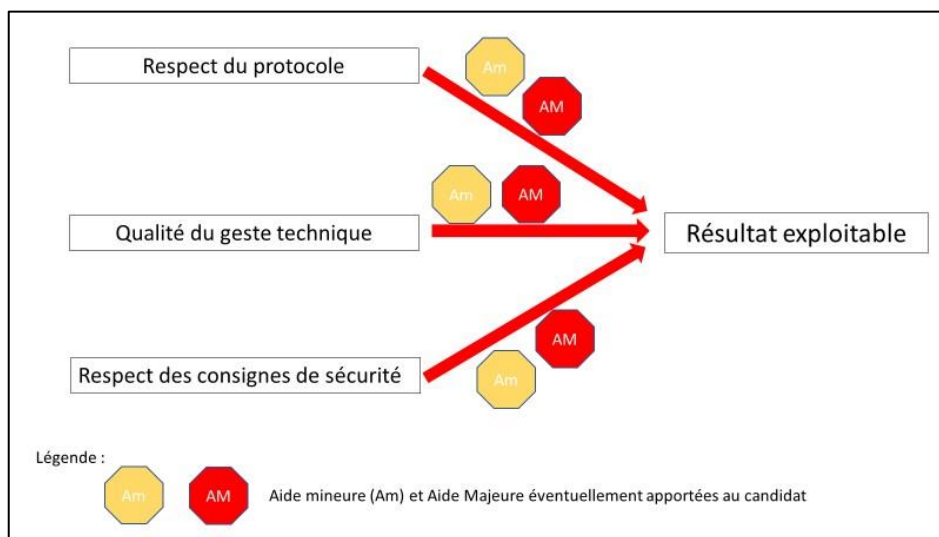 Respect du protocole
Am
AM
Am
AM
Qualité du geste technique
Résultat exploitable
AM
Respect des consignes de sécurité
Am
Légende :
Am
AM
Aide mineure (Am) et Aide Majeure éventuellement apportées au candidat